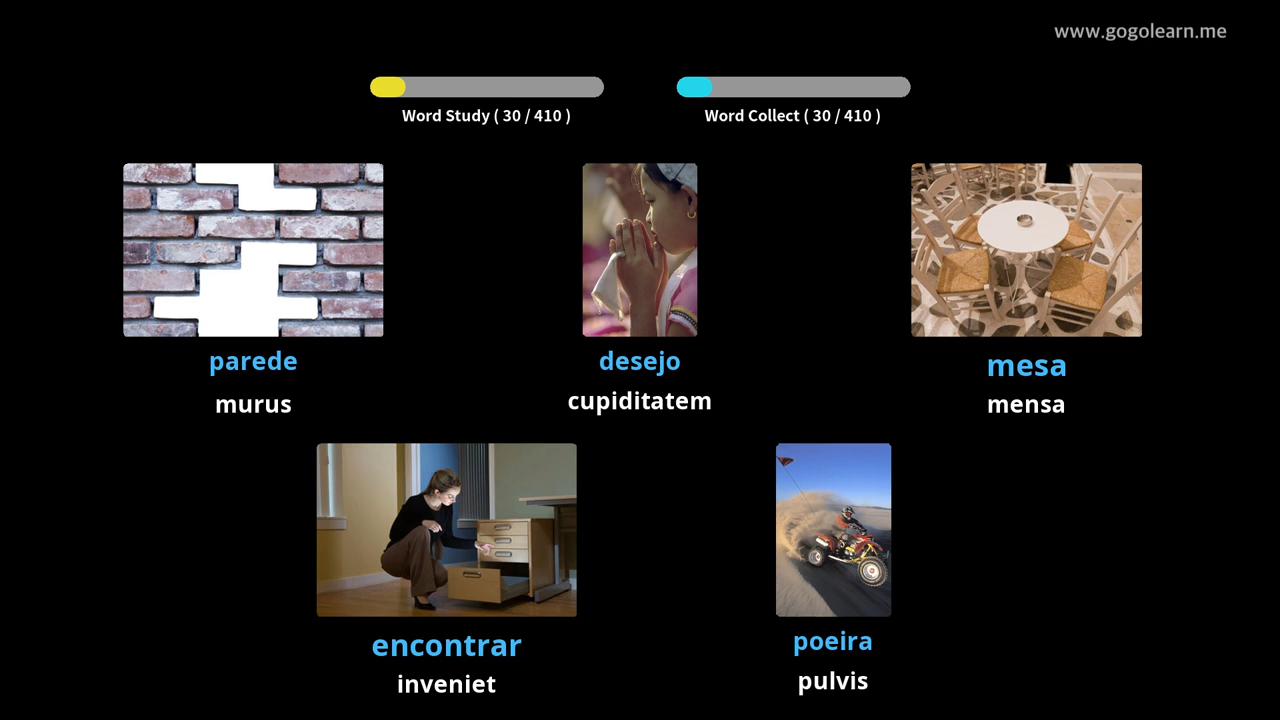 www.gogolearn.me
Word Study ( 30 / 410 )
Word Collect ( 30 / 410 )
parede
desejo
mesa
murus
cupiditatem
mensa
encontrar
poeira
inveniet
pulvis